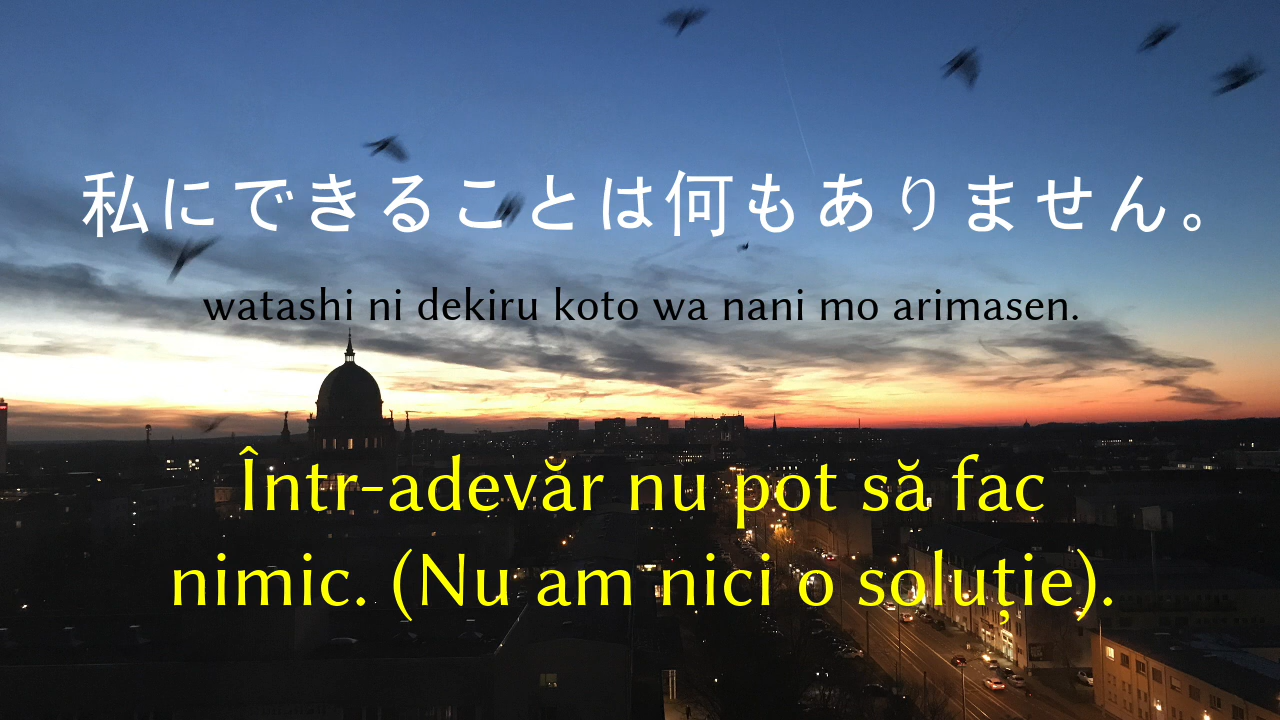 私にできることは何もありません。
watashi ni dekiru koto wa nani mo arimasen.
Într-adevăr nu pot să fac
nimic. (Nu am nici o soluție).